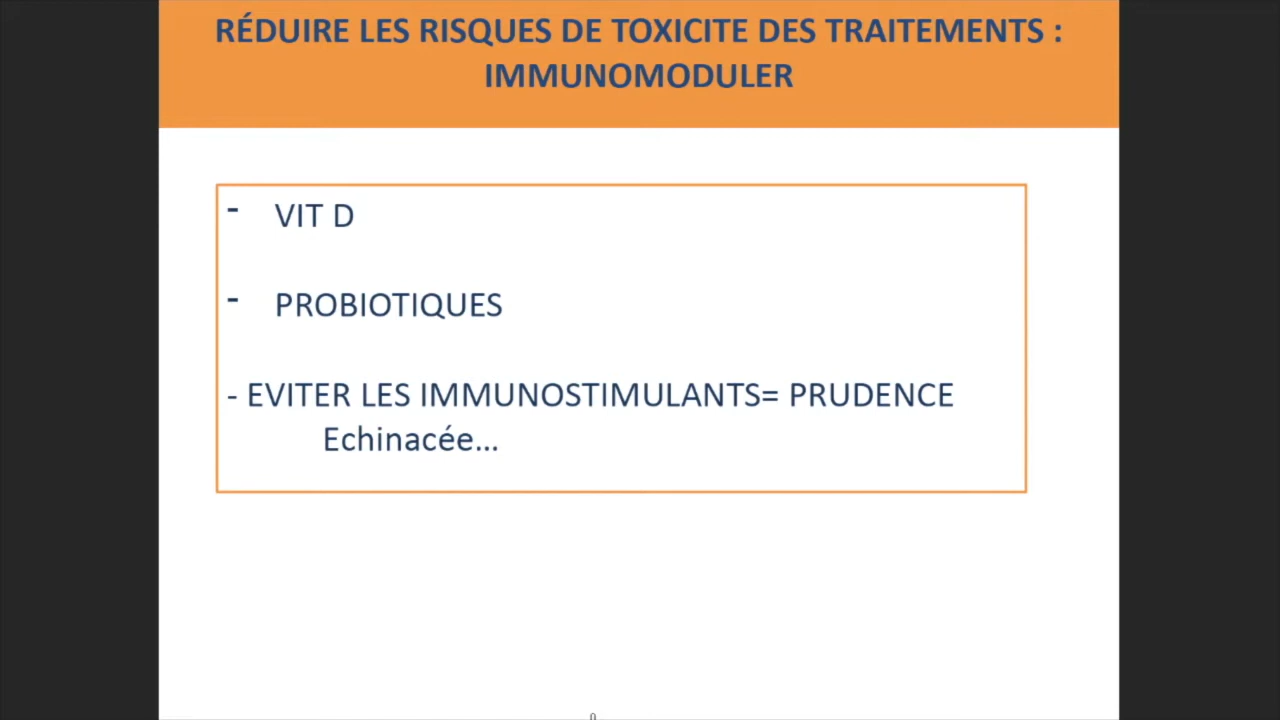 RÉDUIRE LES RISQUES DE TOXICITE DES TRAITEMENTS :
IMMUNOMODULER
- VIT D
- PROBIOTIQUES
- EVITER LES IMMUNOSTIMULANTS= PRUDENCE
Echinacée...